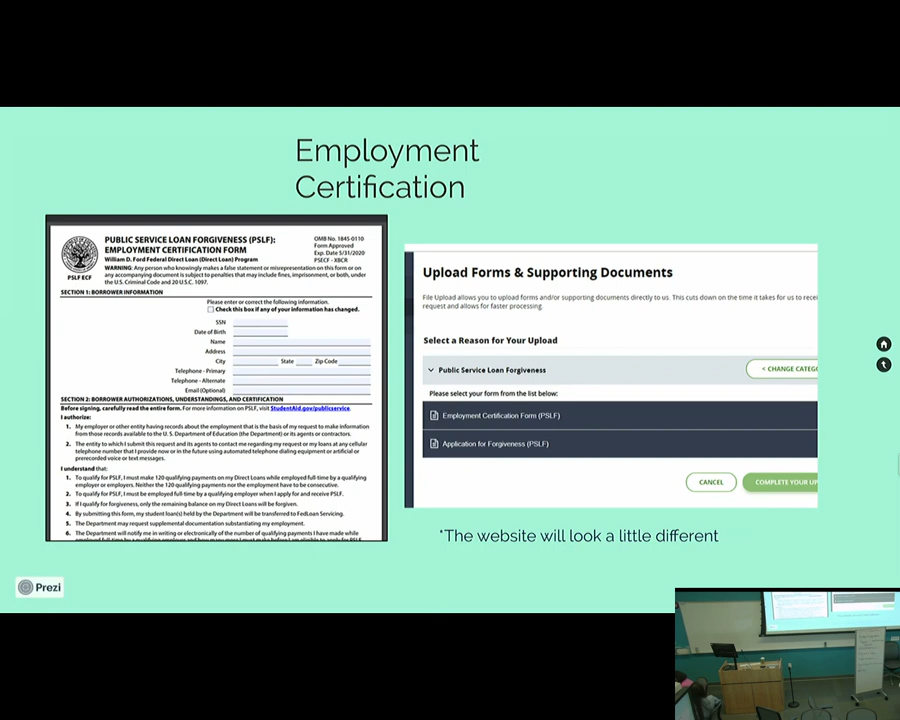 Employment
Certification
PUBLIC SERVICE LOAN FORGIVENESS (PSLF):
EMPLOYMENT CERTIFICATION FORM
William D. Ford Federal Direct Loan (Direct Loan) Program
WARNING: Any person who knowingly makes a false statement or misrepresentation on this form or on
any accompanying document is subject to penalties that may include fines, imprisonment, or both, under
the U.S. Criminal Code and 20 U.S.C. 1097.
OMB No. 1845-0110
Form Approved
Exp. Date 5/31/2020
PSECF - XBCR
PSLF ECF
SECTION 1: BORROWER INFORMATION
Please enter or correct the following information.
Check this box if any of your information has changed.
SSN
Date of Birth
Name
Address
City State Zip Code
Telephone - Primary
Telephone - Alternate
Email (Optional)
SECTION 2: BORROWER AUTHORIZATIONS, UNDERSTANDINGS, AND CERTIFICATION
Before signing, carefully read the entire form. For more information on PSLF, visit StudentAid.gov/publicservice.
I authorize:
1. My employer or other entity having records about the employment that is the basis of my request to make information
from those records available to the U.S. Department of Education (the Department) or its agents or contractors.
2. The entity to which I submit this request and its agents to contact me regarding my request or my loans at any cellular
telephone number that I provide now or in the future using automated telephone dialing equipment or artificial or
prerecorded voice or text messages.
I understand that:
1. To qualify for PSLF, I must make 120 qualifying payments on my Direct Loans while employed full-time by a qualifying
employer or employers. Neither the 120 qualifying payments nor the employment have to be consecutive.
2. To qualify for PSLF, I must be employed full-time by a qualifying employer when I apply for and receive PSLF.
3. If I qualify for forgiveness, only the remaining balance on my Direct Loans will be forgiven.
4. By submitting this form, my student loan(s) held by the Department will be transferred to FedLoan Servicing.
5. The Department may request supplemental documentation substantiating my employment.
6. The Department will notify me in writing or electronically of the number of qualifying payments I have made while
Upload Forms & Supporting Documents
File Upload allows you to upload forms and/or supporting documents directly to us. This cuts down on the time it takes for us to recei
request and allows for faster processing.
Select a Reason for Your Upload
Public Service Loan Forgiveness
< CHANGE CATEGO
Please select your form from the list below:
Employment Certification Form (PSLF)
Application for Forgiveness (PSLF)
CANCEL
COMPLETE YOUR UP
*The website will look a little different
Prezi